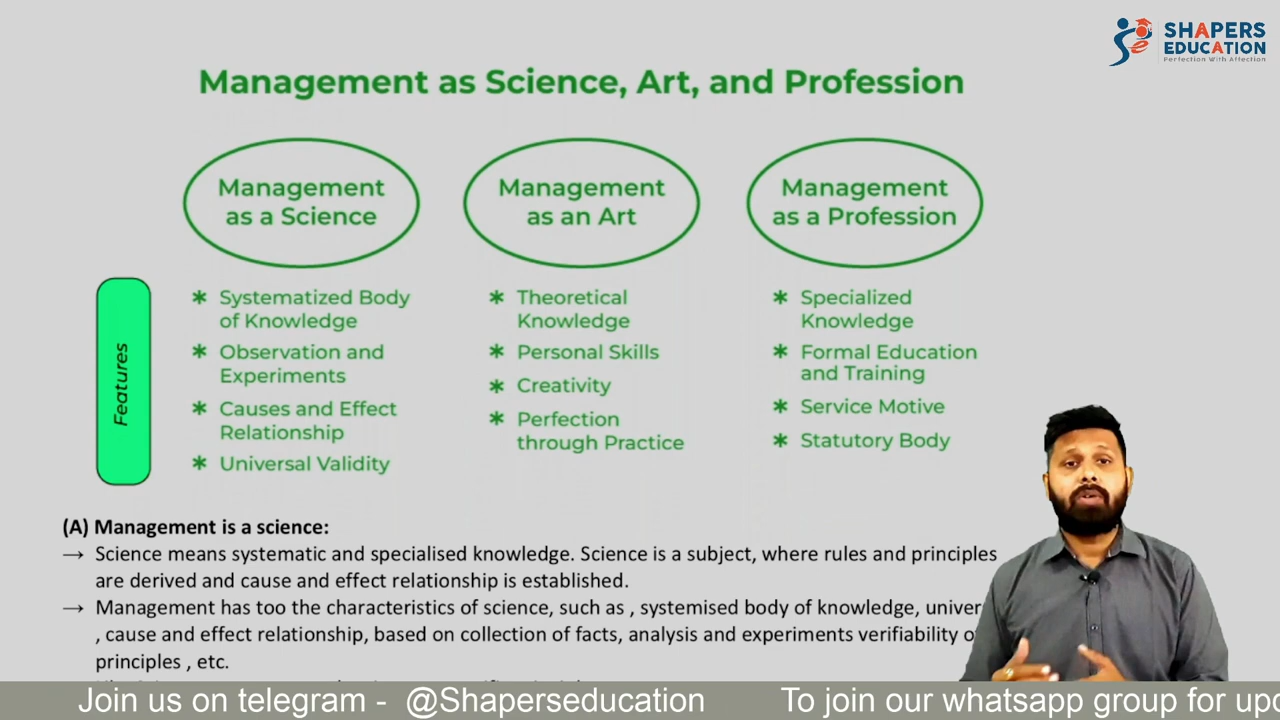 SHAPERS
EDUCATION
Perfection With Affection
Management as Science, Art, and Profession
Management
as a Science
Management
as an Art
Management
as a Profession
Features
* Systematized Body
of Knowledge
* Observation and
Experiments
* Causes and Effect
Relationship
* Universal Validity
* Theoretical
Knowledge
* Personal Skills
* Creativity
* Perfection
through Practice
* Specialized
Knowledge
* Formal Education
and Training
* Service Motive
* Statutory Body
(A) Management is a science:
→ Science means systematic and specialised knowledge. Science is a subject, where rules and principles
are derived and cause and effect relationship is established.
→ Management has too the characteristics of science, such as , systemised body of knowledge, univer
, cause and effect relationship, based on collection of facts, analysis and experiments verifiability
principles , etc.
Join us on telegram - @Shaperseducation
To join our whatsapp group for